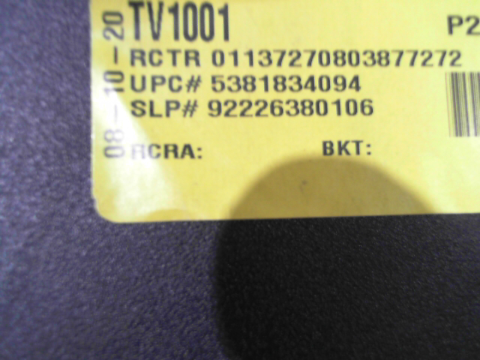 08-10-20
TV1001 P2
RCTR 01137270803877272
UPC# 5381834094
SLP# 92226380106
RCRA: BKT: